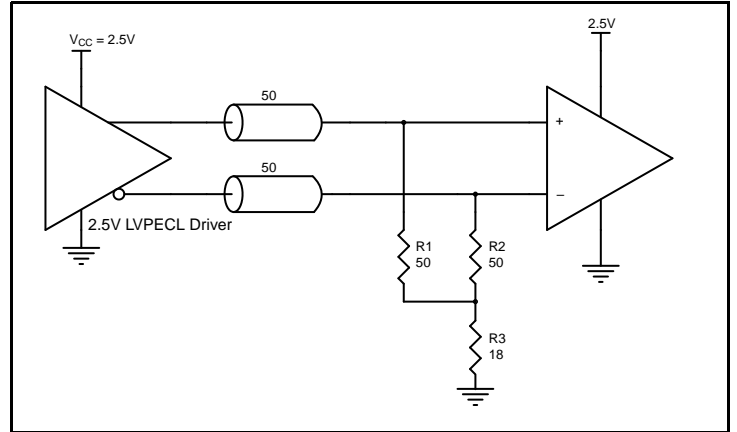 V_CC = 2.5V
2.5V
50
+
50
−
2.5V LVPECL Driver
R1
50
R2
50
R3
18